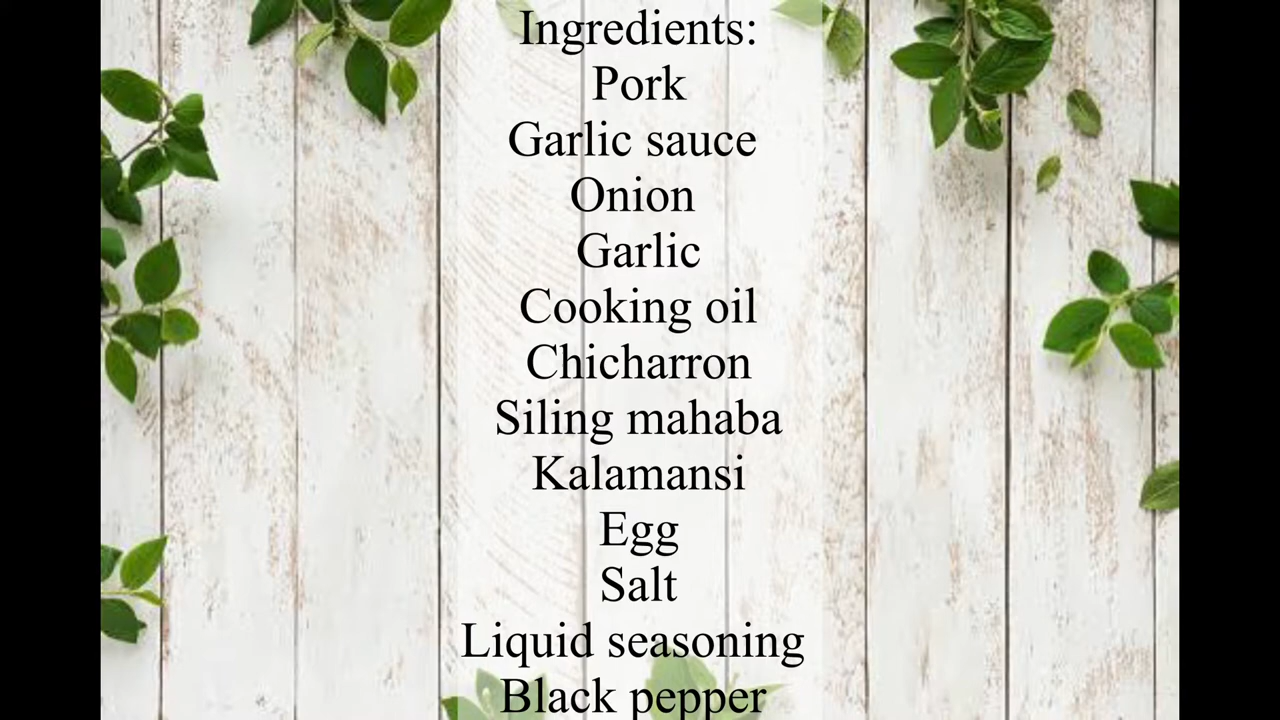 Ingredients:
Pork
Garlic sauce
Onion
Garlic
Cooking oil
Chicharron
Siling mahaba
Kalamansi
Egg
Salt
Liquid seasoning
Black pepper